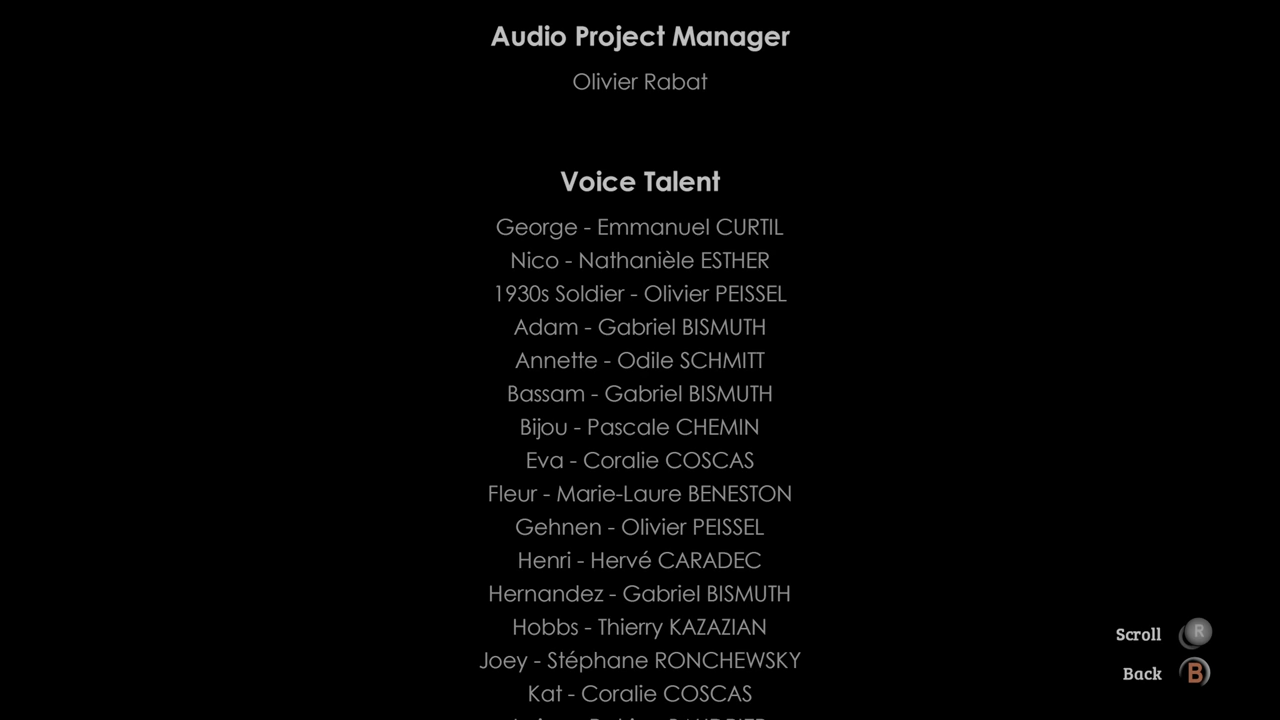 Audio Project Manager
Olivier Rabat
Voice Talent
George - Emmanuel CURTIL
Nico - Nathanièle ESTHER
1930s Soldier - Olivier PEISSEL
Adam - Gabriel BISMUTH
Annette - Odile SCHMITT
Bassam - Gabriel BISMUTH
Bijou - Pascale CHEMIN
Eva - Coralie COSCAS
Fleur - Marie-Laure BENESTON
Gehnen - Olivier PEISSEL
Henri - Hervé CARADEC
Hernandez - Gabriel BISMUTH
Hobbs - Thierry KAZAZIAN
Joey - Stéphane RONCHEWSKY
Kat - Coralie COSCAS
Scroll R
Back B